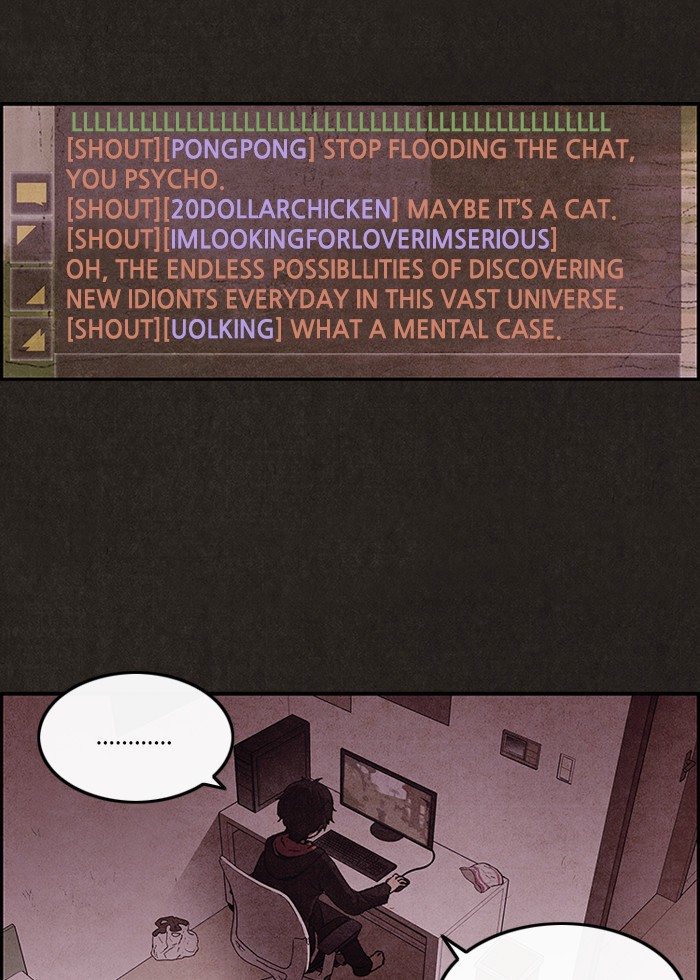 LLLLLLLLLLLLLLLLLLLLLLLLLLLLLLLLLLLLLLLLLLLLLLL
[SHOUT][PONGPONG] STOP FLOODING THE CHAT,
YOU PSYCHO.
[SHOUT][20DOLLARCHICKEN] MAYBE IT'S A CAT.
[SHOUT][IMLOOKINGFORLOVERIMSERIOUS]
OH, THE ENDLESS POSSIBLLITIES OF DISCOVERING
NEW IDIONTS EVERYDAY IN THIS VAST UNIVERSE.
[SHOUT][UOLKING] WHAT A MENTAL CASE.
............